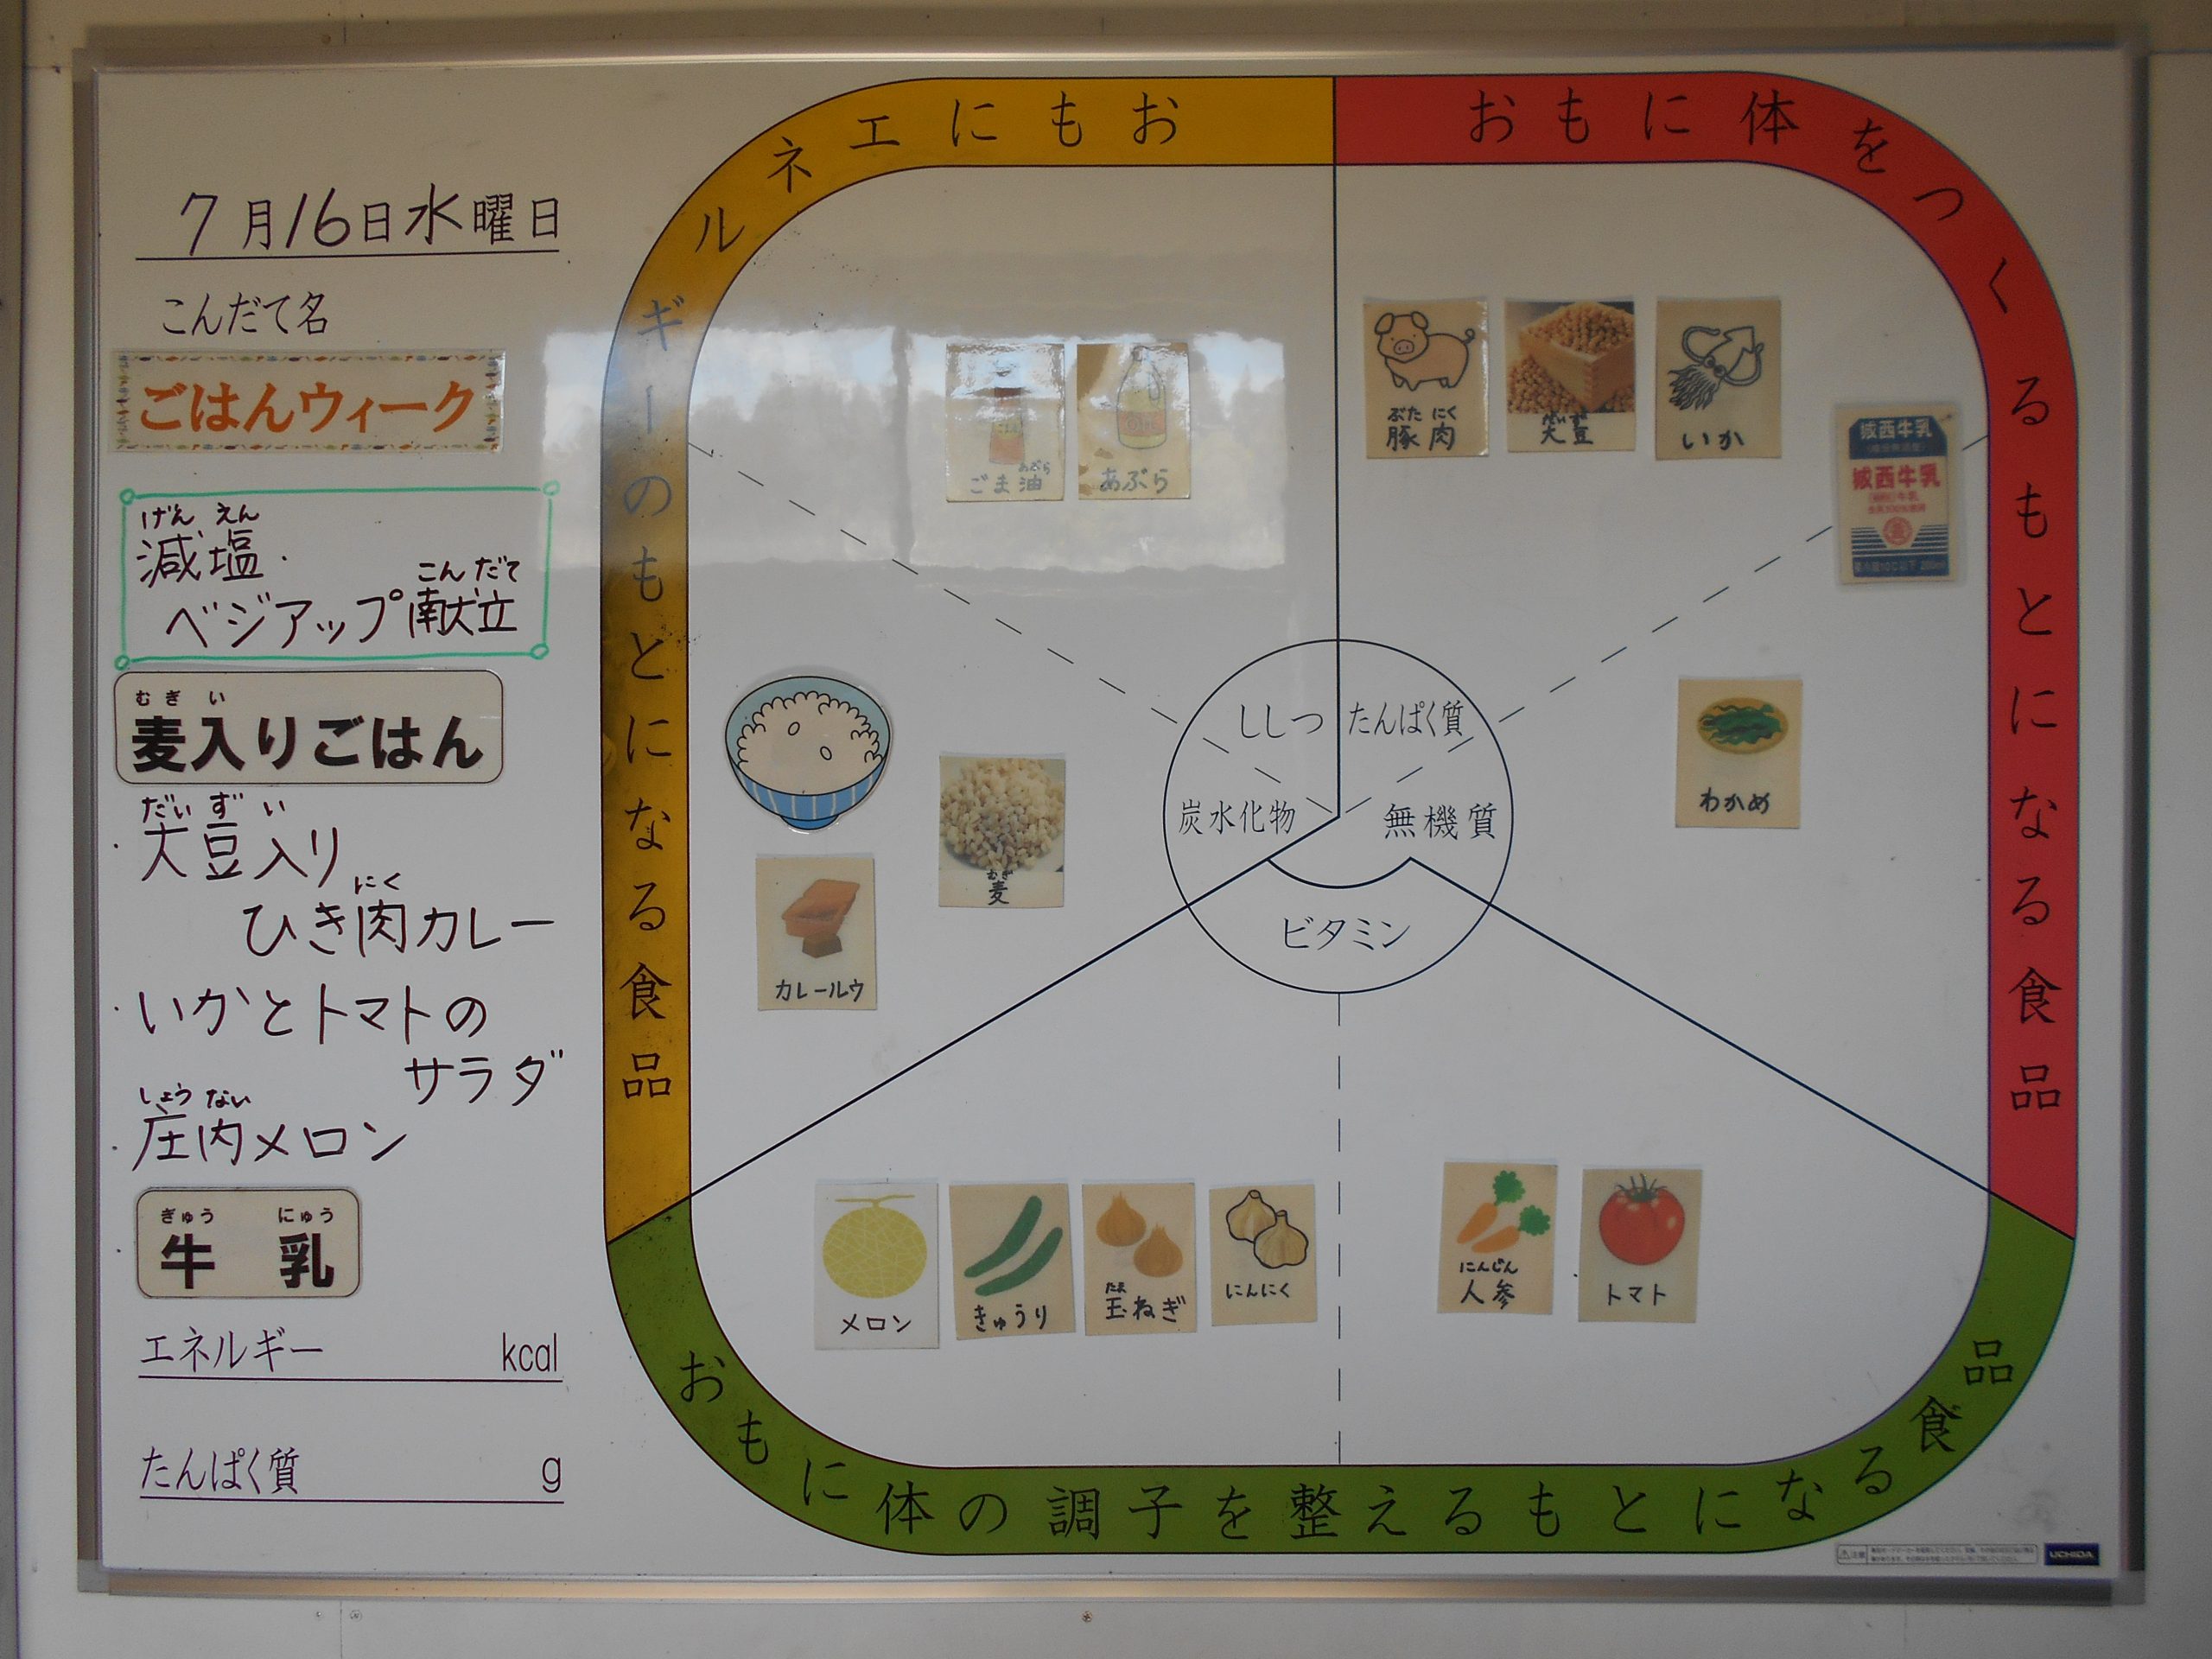 7月16日水曜日
こんだて名
ごはんウィーク
げん えん
減塩・
こん だて
ベジアップ献立
むぎ い
麦入りごはん
だい ず い
・大豆入り
にく
ひき肉カレー
・いかとトマトの
サラダ
しょう ない
・庄内メロン
ぎゅう にゅう
牛乳
エネルギー kcal
たんぱく質 g
おもにエネルギーのもとになる食品
おもに体をつくるもとになる食品
おもに体の調子を整えるもとになる食品
ししつ
たんぱく質
炭水化物
無機質
ビタミン
あぶら
ごま油
あぶら
ぶた にく
豚肉
だいず
大豆
いか
城西牛乳
城西牛乳
わかめ
むぎ
麦
カレールウ
メロン
きゅうり
たま
玉ねぎ
にんにく
にんじん
人参
トマト
UCHIDA